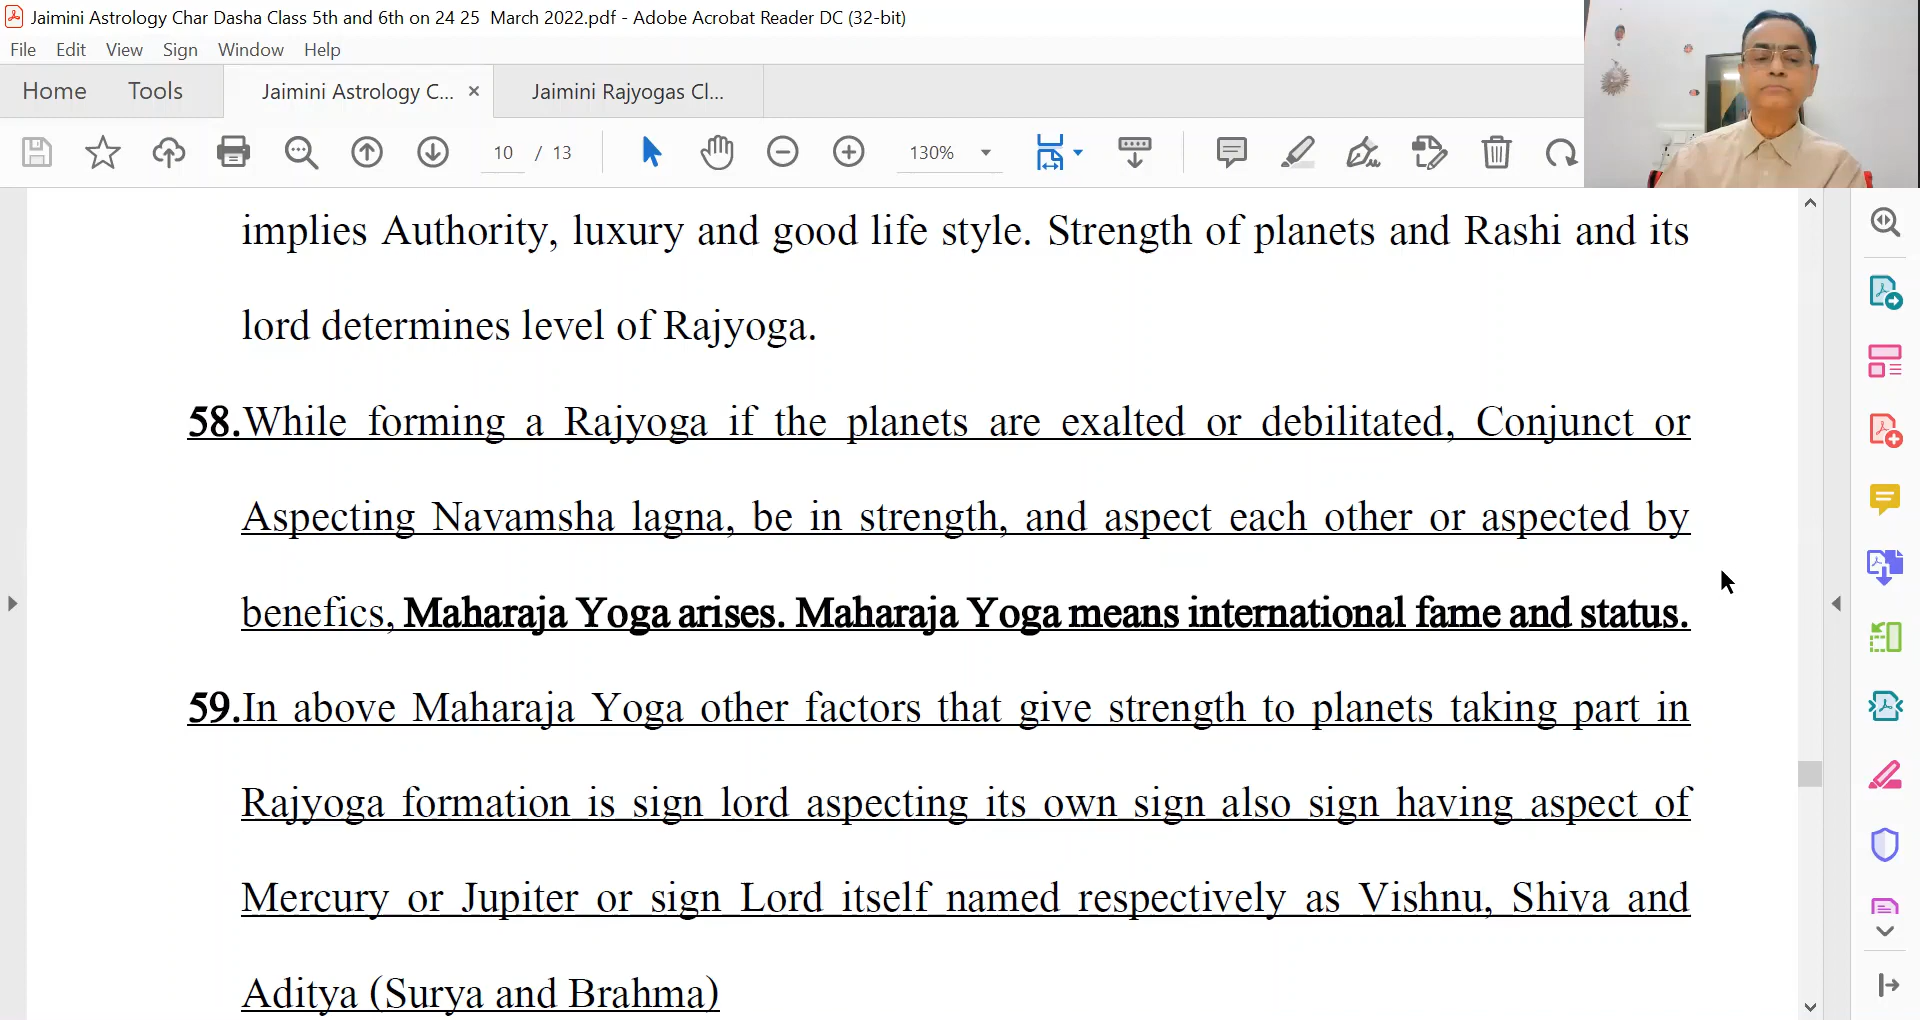 Jaimini Astrology Char Dasha Class 5th and 6th on 24 25 March 2022.pdf - Adobe Acrobat Reader DC (32-bit)
File Edit View Sign Window Help
Home Tools Jaimini Astrology C... × Jaimini Rajyogas Cl...
10 / 13 130%
implies Authority, luxury and good life style. Strength of planets and Rashi and its
lord determines level of Rajyoga.
58.While forming a Rajyoga if the planets are exalted or debilitated, Conjunct or
Aspecting Navamsha lagna, be in strength, and aspect each other or aspected by
benefics, Maharaja Yoga arises. Maharaja Yoga means international fame and status.
59.In above Maharaja Yoga other factors that give strength to planets taking part in
Rajyoga formation is sign lord aspecting its own sign also sign having aspect of
Mercury or Jupiter or sign Lord itself named respectively as Vishnu, Shiva and
Aditya (Surya and Brahma)